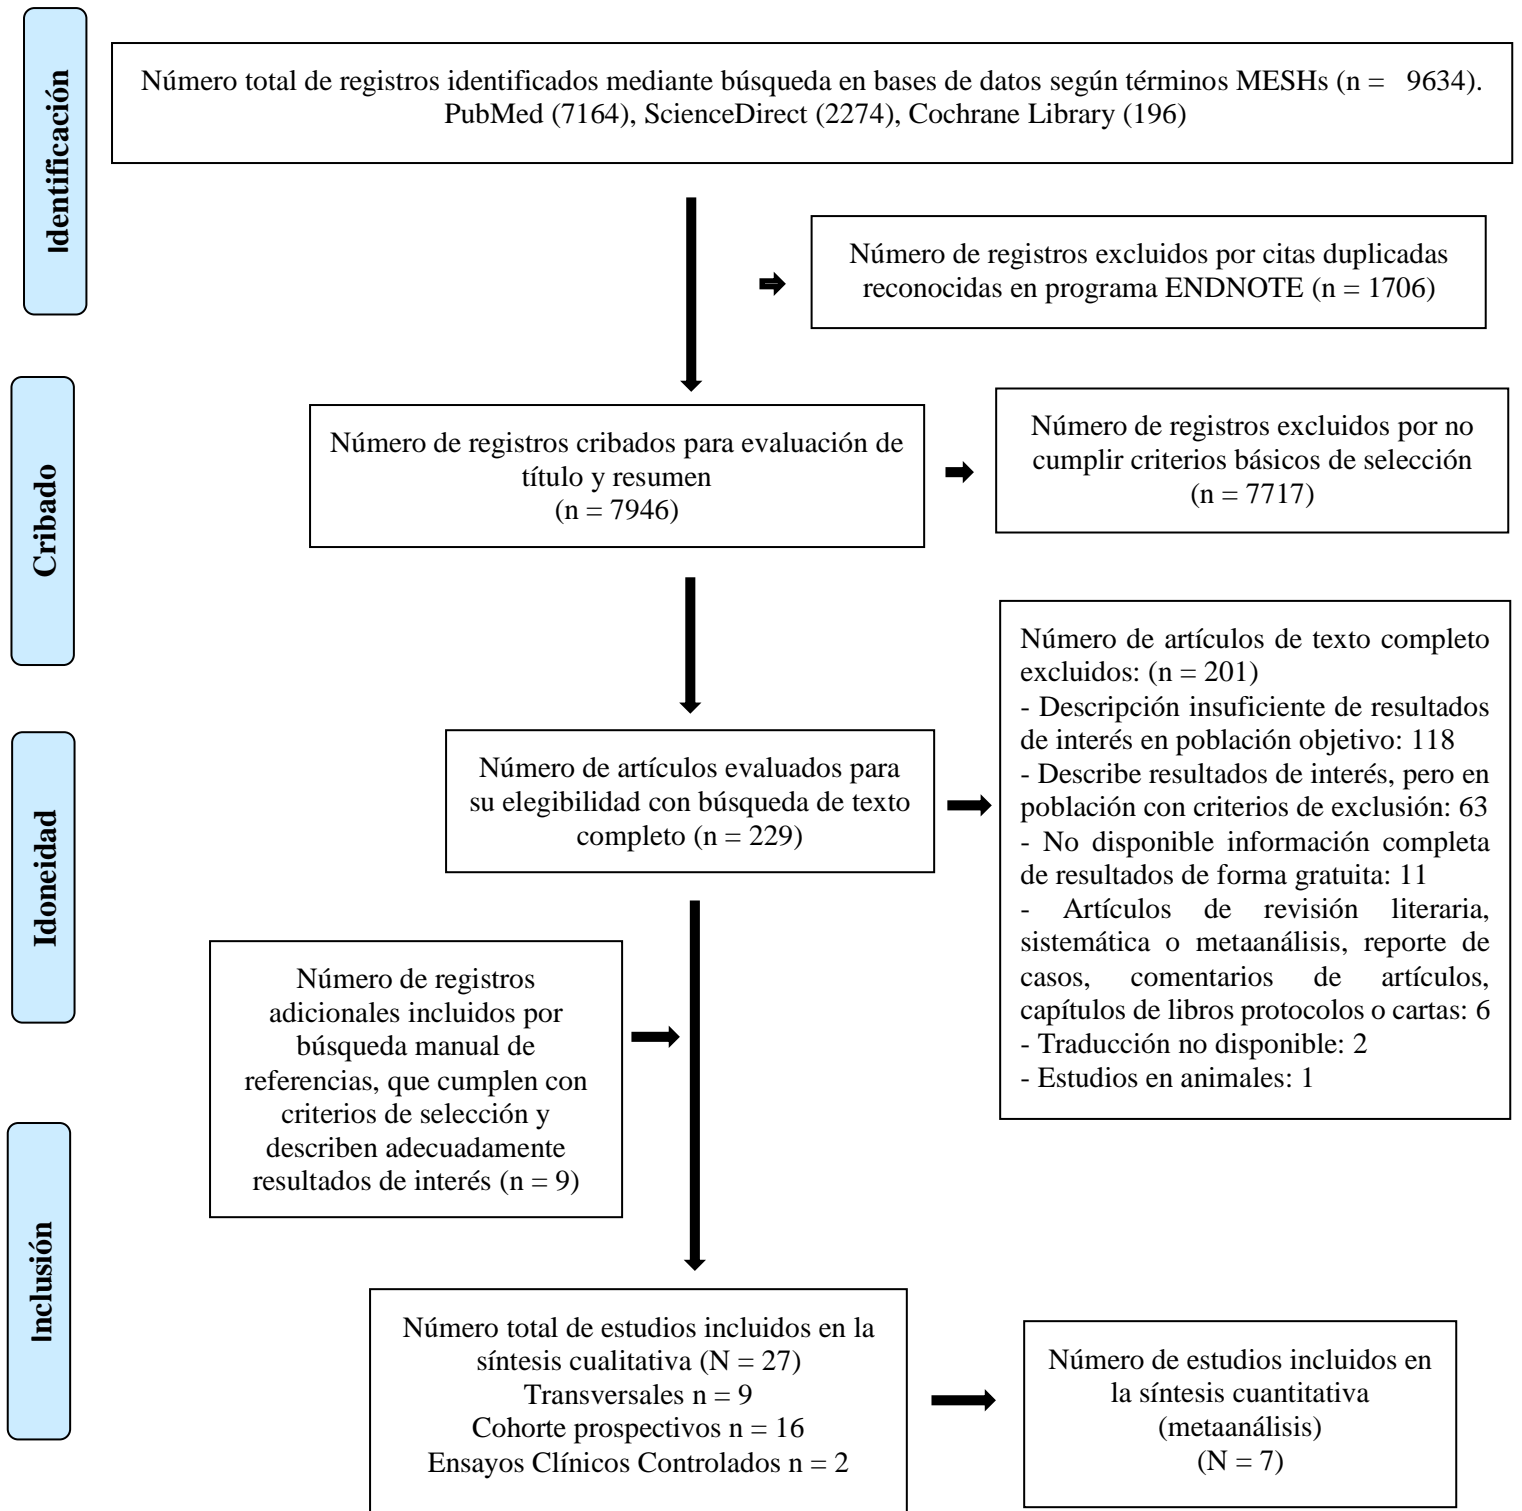 Identificación
Número total de registros identificados mediante búsqueda en bases de datos según términos MESHs (n = 9634).
PubMed (7164), ScienceDirect (2274), Cochrane Library (196)
Número de registros excluidos por citas duplicadas
reconocidas en programa ENDNOTE (n = 1706)
Cribado
Número de registros cribados para evaluación de
título y resumen
(n = 7946)
Número de registros excluidos por no
cumplir criterios básicos de selección
(n = 7717)
Idoneidad
Número de artículos evaluados para
su elegibilidad con búsqueda de texto
completo (n = 229)
Número de artículos de texto completo
excluidos: (n = 201)
- Descripción insuficiente de resultados
de interés en población objetivo: 118
- Describe resultados de interés, pero en
población con criterios de exclusión: 63
- No disponible información completa
de resultados de forma gratuita: 11
- Artículos de revisión literaria,
sistemática o metaanálisis, reporte de
casos, comentarios de artículos,
capítulos de libros protocolos o cartas: 6
- Traducción no disponible: 2
- Estudios en animales: 1
Número de registros
adicionales incluidos por
búsqueda manual de
referencias, que cumplen con
criterios de selección y
describen adecuadamente
resultados de interés (n = 9)
Inclusión
Número total de estudios incluidos en la
síntesis cualitativa (N = 27)
Transversales n = 9
Cohorte prospectivos n = 16
Ensayos Clínicos Controlados n = 2
Número de estudios incluidos en
la síntesis cuantitativa
(metaanálisis)
(N = 7)